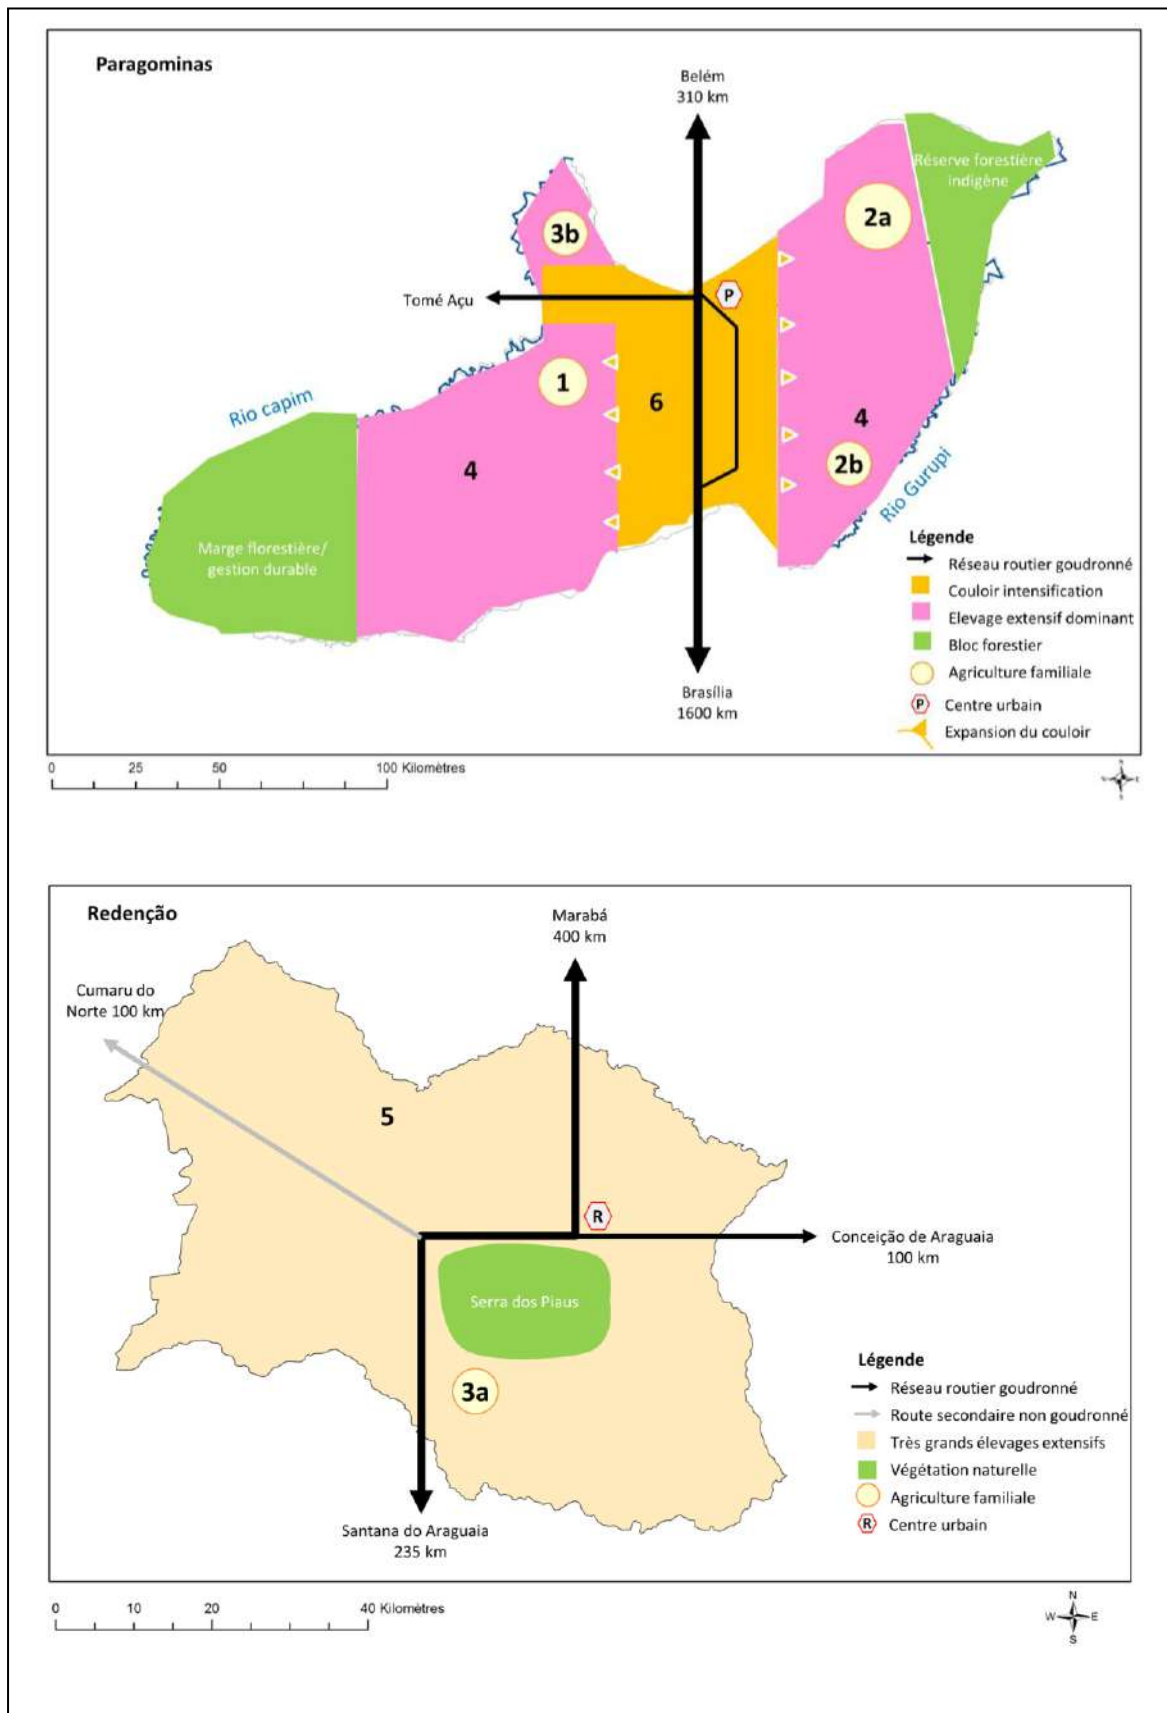 Paragominas
Belém
310 km
Réserve forestière
indigène
2a
3b
P
Tomé Açu
1
6
4
Rio capim
4
2b
Rio Gurupi
Marge florestière/
gestion durable
Brasília
1600 km
Légende
Réseau routier goudronné
Couloir intensification
Elevage extensif dominant
Bloc forestier
Agriculture familiale
P Centre urbain
Expansion du couloir
0 25 50 100 Kilomètres
Redenção
Marabá
400 km
Cumaru do
Norte 100 km
5
R
Conceição de Araguaia
100 km
Serra dos Piaus
3a
Santana do Araguaia
235 km
Légende
Réseau routier goudronné
Route secondaire non goudronné
Très grands élevages extensifs
Végétation naturelle
Agriculture familiale
R Centre urbain
0 10 20 40 Kilomètres
N
W E
S